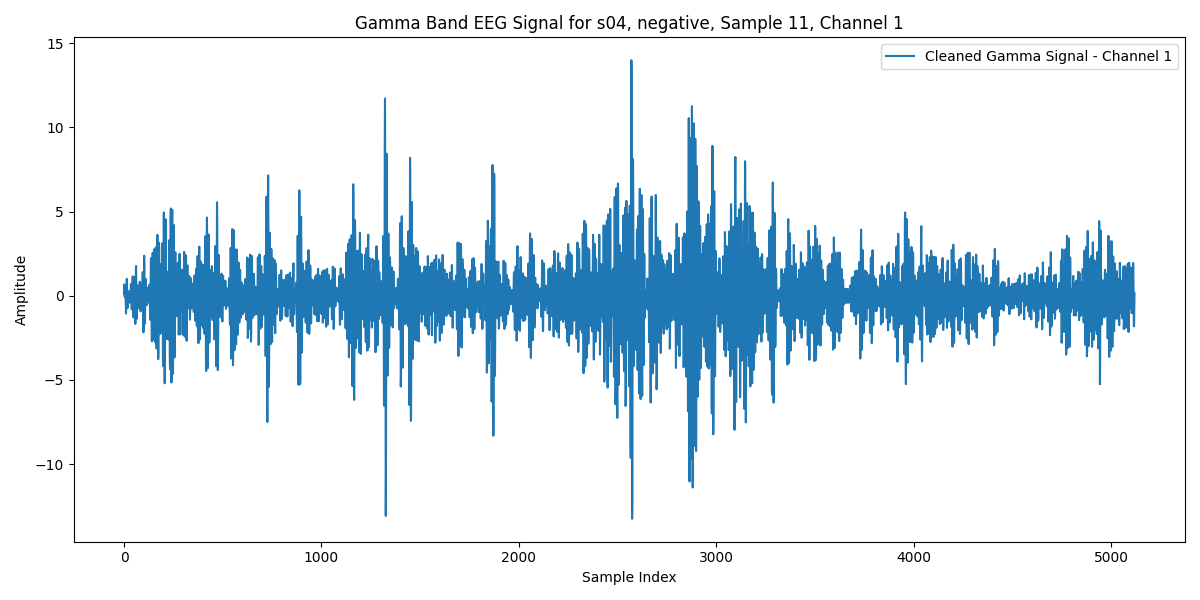 Gamma Band EEG Signal for s04, negative, Sample 11, Channel 1
Cleaned Gamma Signal - Channel 1
15
10
5
0
−5
−10
Amplitude
0 1000 2000 3000 4000 5000
Sample Index